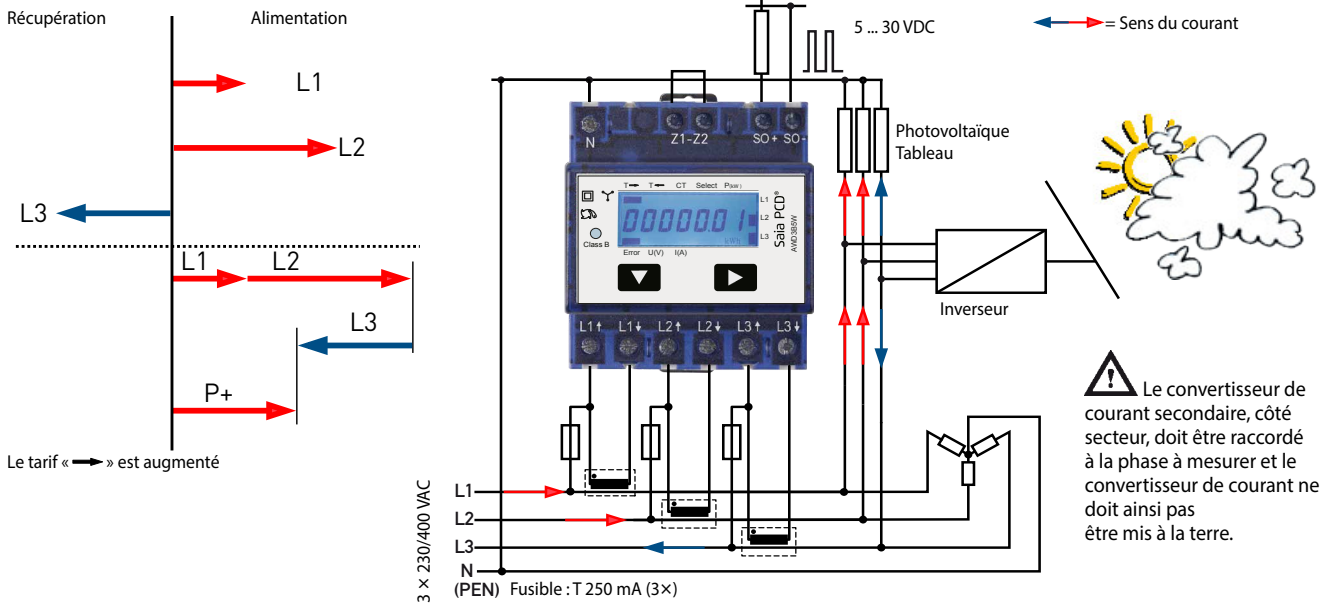 Récupération
Alimentation
L1
L2
L3
L1
L2
L3
P+
Le tarif « » est augmenté
5 ... 30 VDC
= Sens du courant
N
Z1-Z2
SO+ SO-
T T CT Select P(kW)
L1
L2
L3
0000001
kWh
Class B
Error U(V) I(A)
Saia PCD®
AWD3B5W
L1↑ L1↓ L2↑ L2↓ L3↑ L3↓
Photovoltaïque
Tableau
Inverseur
Le convertisseur de
courant secondaire, côté
secteur, doit être raccordé
à la phase à mesurer et le
convertisseur de courant ne
doit ainsi pas
être mis à la terre.
3 × 230/400 VAC
L1
L2
L3
N
(PEN) Fusible : T 250 mA (3×)